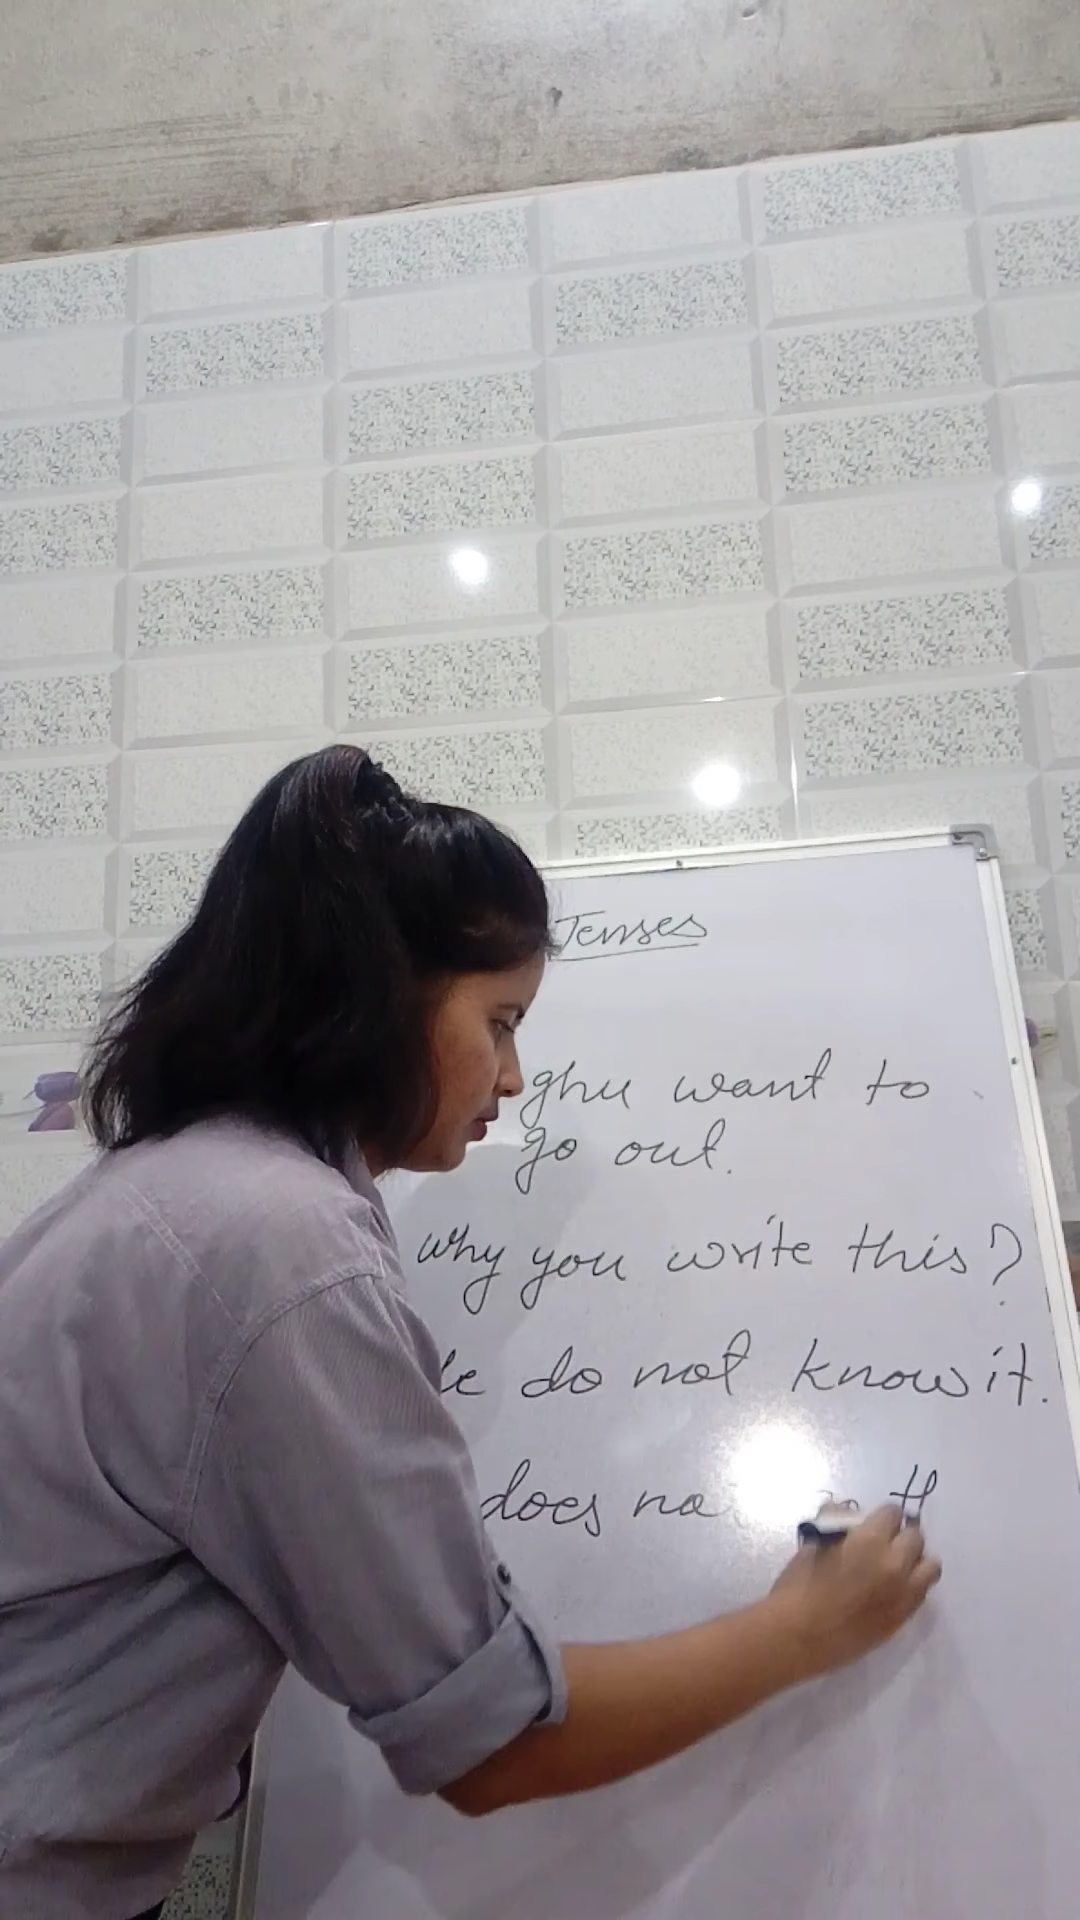 Tenses
ghu want to
go out.
why you write this?
do not know it.
does